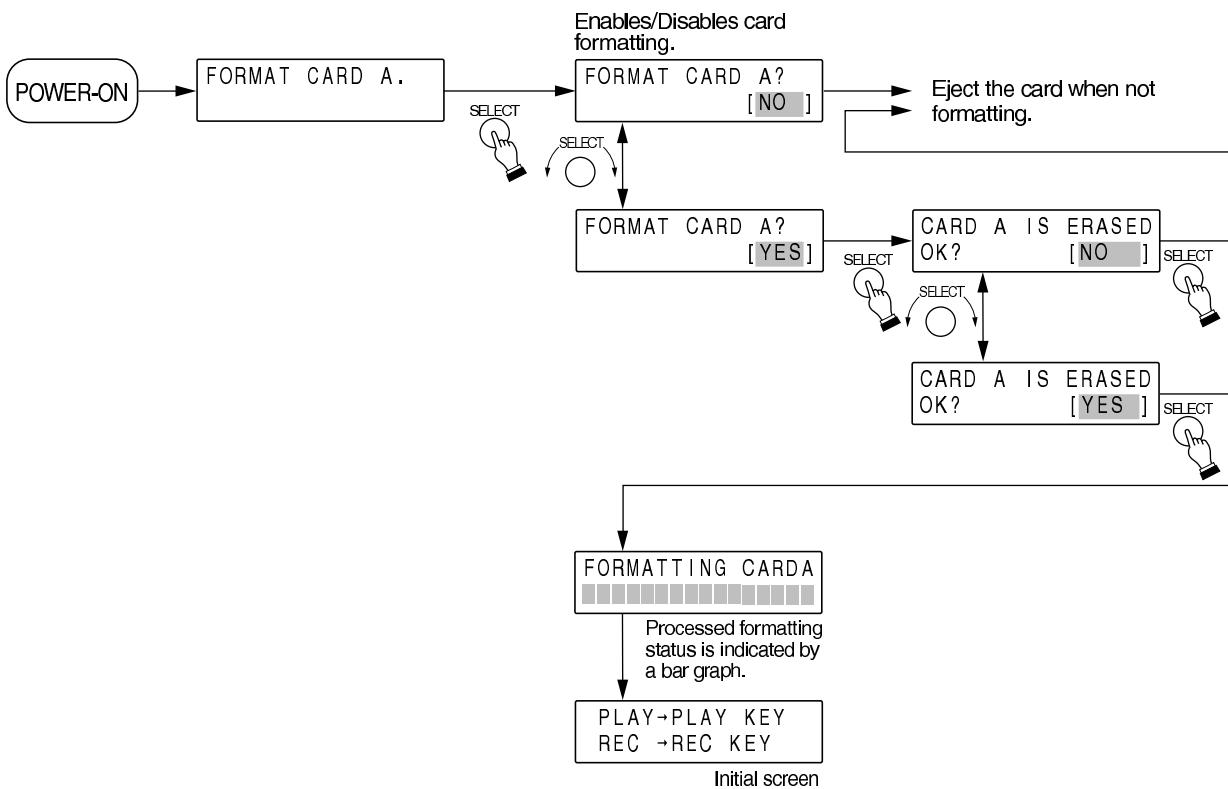 Enables/Disables card
formatting.
POWER-ON
FORMAT CARD A.
SELECT
FORMAT CARD A?
[NO ]
Eject the card when not
formatting.
SELECT
FORMAT CARD A?
[YES]
SELECT
CARD A IS ERASED
OK? [NO ]
SELECT
SELECT
CARD A IS ERASED
OK? [YES ]
SELECT
FORMATTING CARDA
Processed formatting
status is indicated by
a bar graph.
PLAY→PLAY KEY
REC →REC KEY
Initial screen